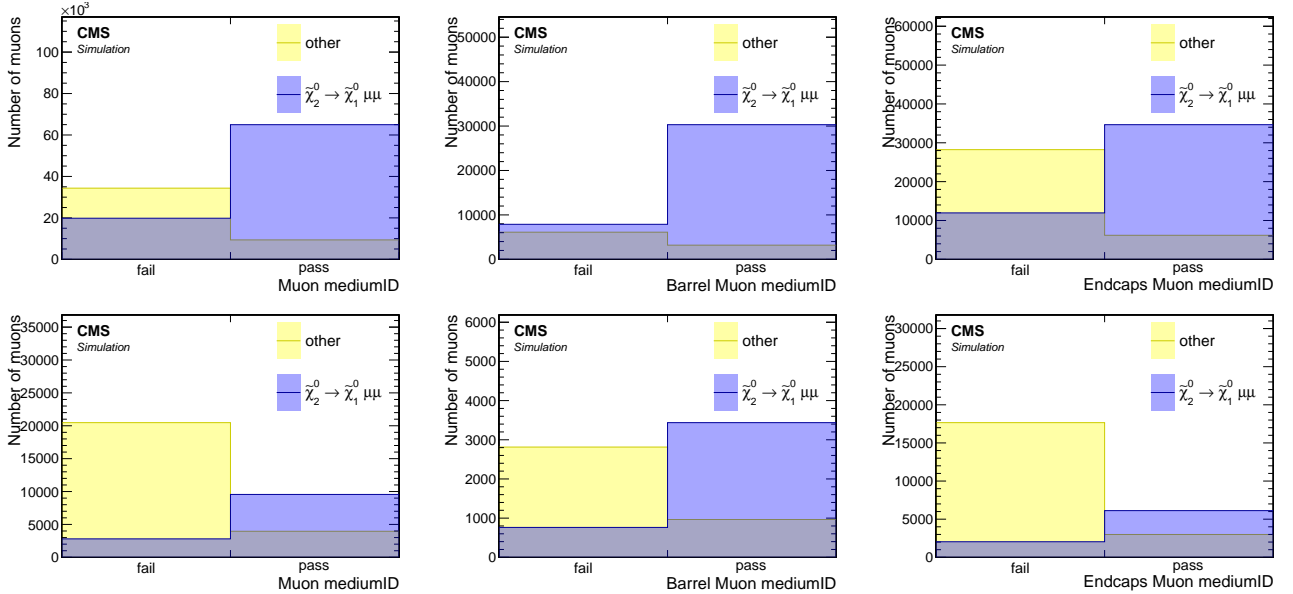 ×10³
Number of muons
100
80
60
40
20
0
CMS
Simulation
other
χ̃₂⁰ → χ̃₁⁰ μμ
fail
pass
Muon mediumID
Number of muons
50000
40000
30000
20000
10000
0
CMS
Simulation
other
χ̃₂⁰ → χ̃₁⁰ μμ
fail
pass
Barrel Muon mediumID
Number of muons
60000
50000
40000
30000
20000
10000
0
CMS
Simulation
other
χ̃₂⁰ → χ̃₁⁰ μμ
fail
pass
Endcaps Muon mediumID
Number of muons
35000
30000
25000
20000
15000
10000
5000
0
CMS
Simulation
other
χ̃₂⁰ → χ̃₁⁰ μμ
fail
pass
Muon mediumID
Number of muons
6000
5000
4000
3000
2000
1000
0
CMS
Simulation
other
χ̃₂⁰ → χ̃₁⁰ μμ
fail
pass
Barrel Muon mediumID
Number of muons
30000
25000
20000
15000
10000
5000
0
CMS
Simulation
other
χ̃₂⁰ → χ̃₁⁰ μμ
fail
pass
Endcaps Muon mediumID